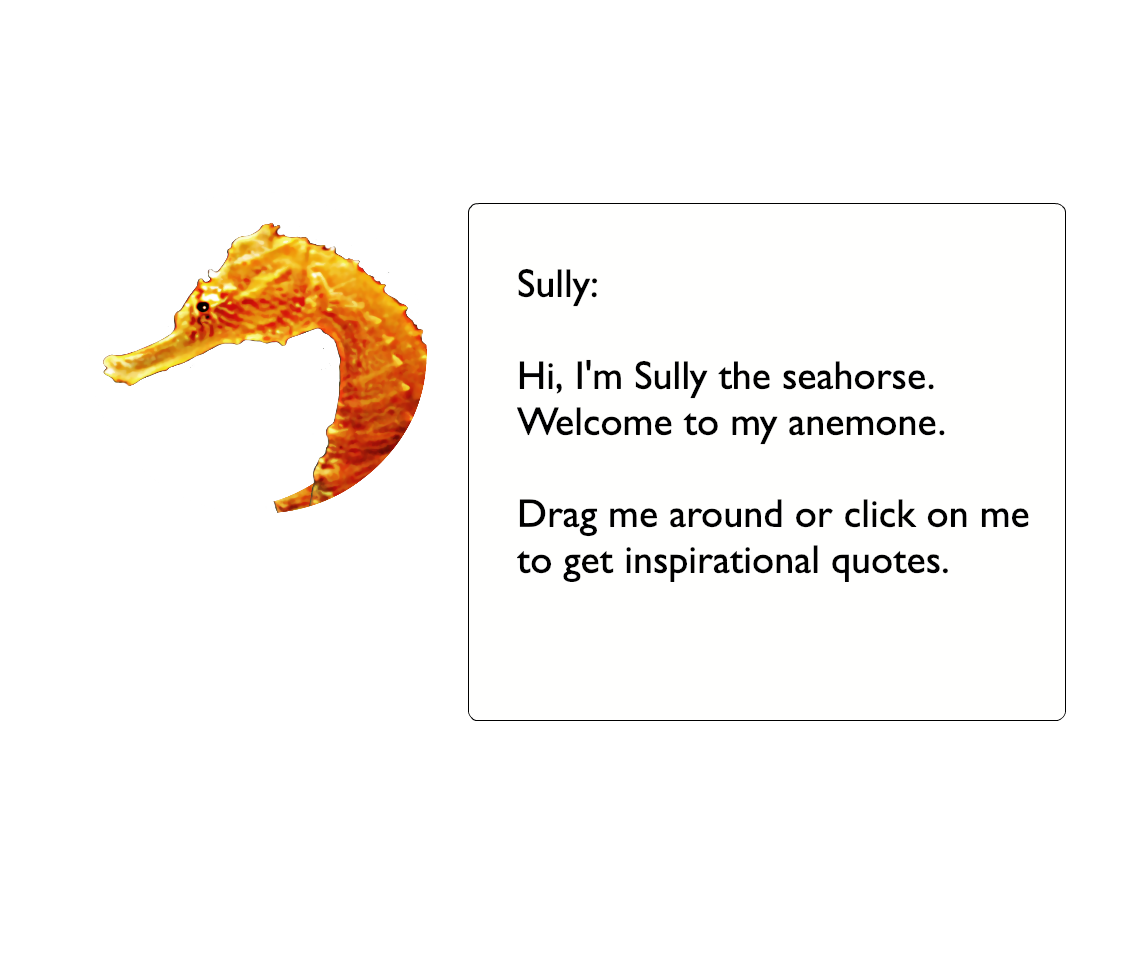 Sully:
Hi, I'm Sully the seahorse.
Welcome to my anemone.
Drag me around or click on me
to get inspirational quotes.